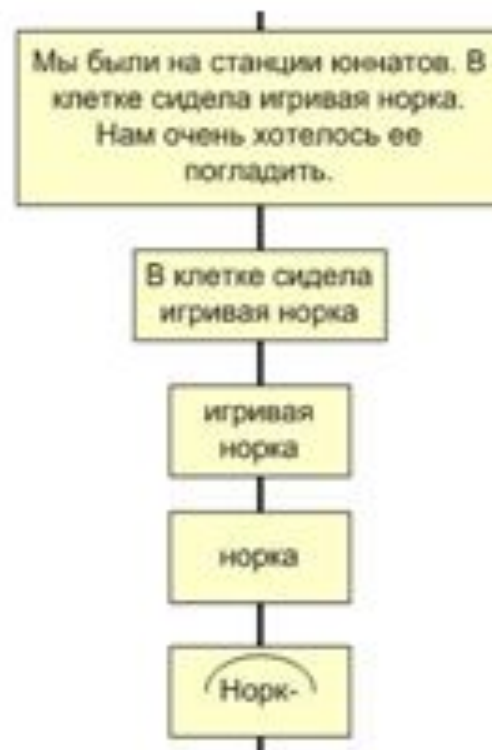 Мы были на станции юннатов. В
клетке сидела игривая норка.
Нам очень хотелось ее
погладить.
В клетке сидела
игривая норка
игривая
норка
норка
Норк-